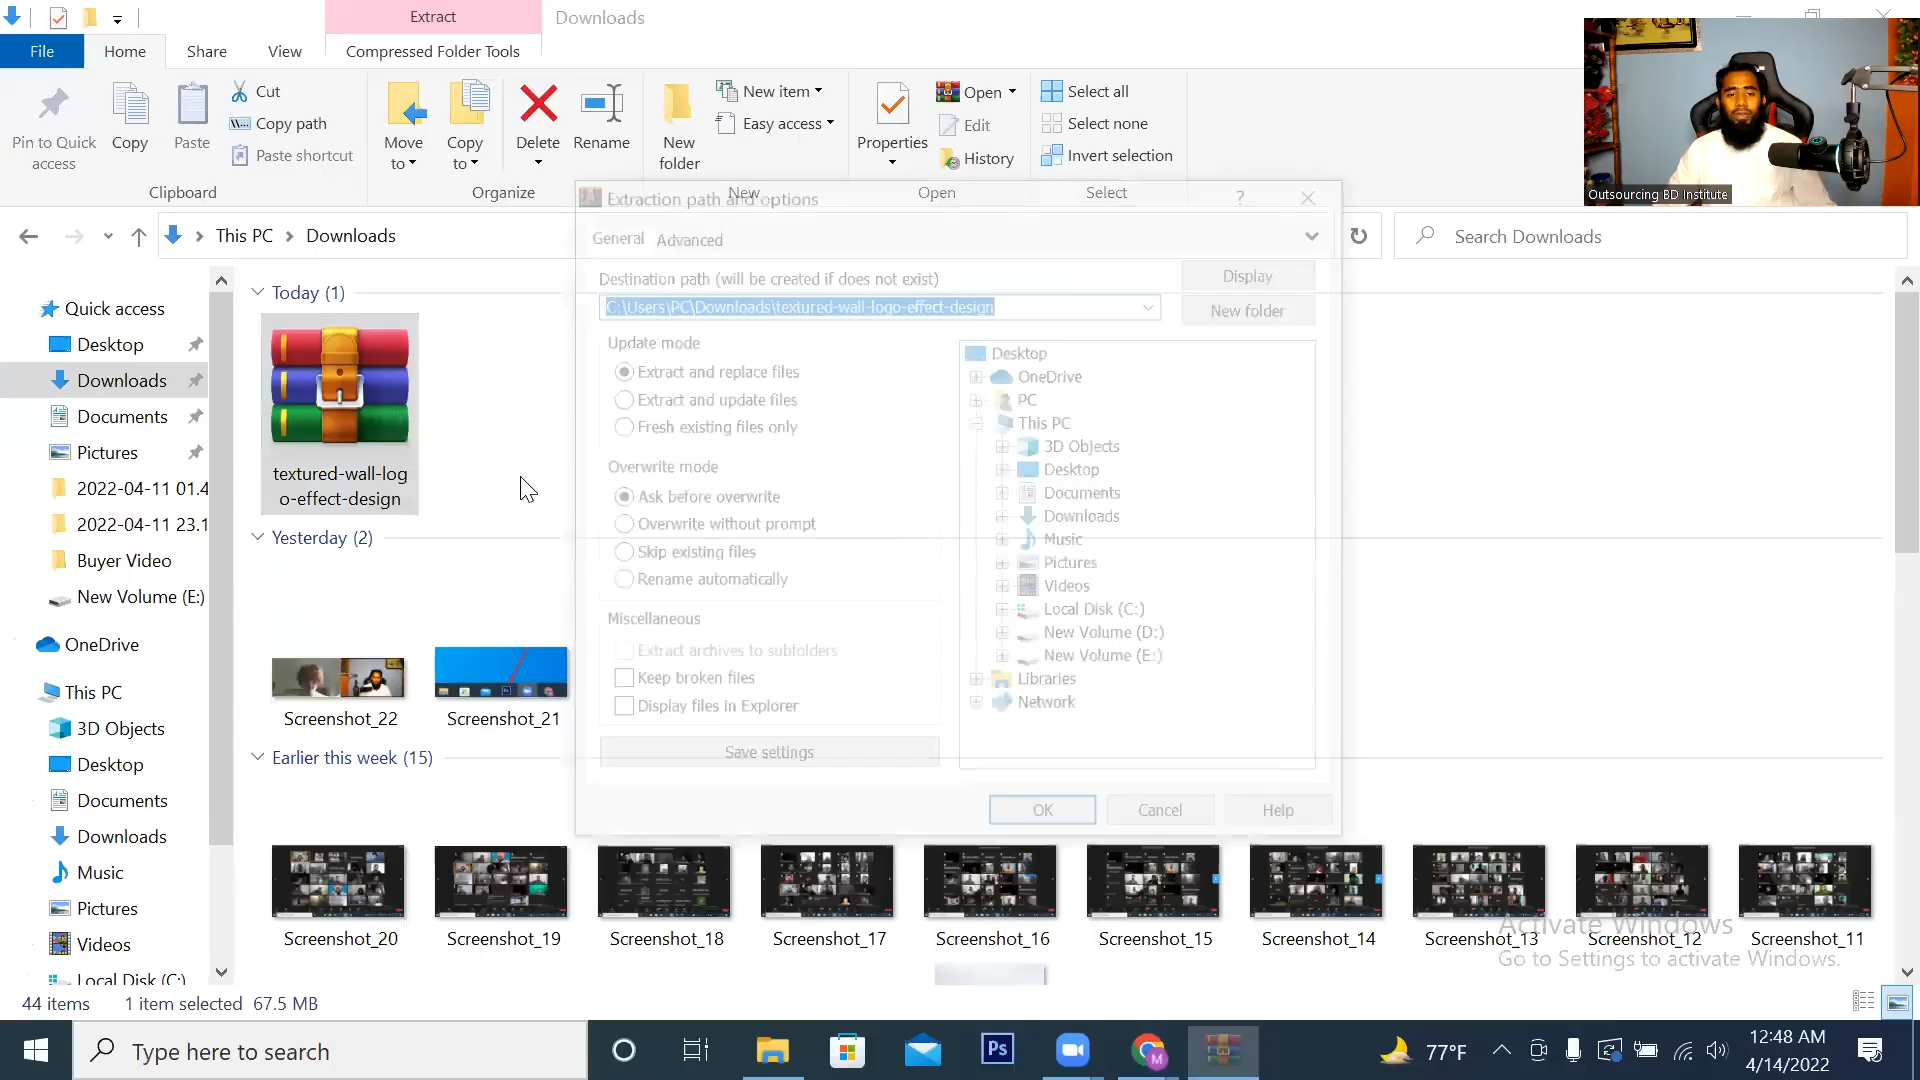 Extract
Downloads
File
Home
Share
View
Compressed Folder Tools
Pin to Quick
access
Copy
Paste
Cut
Copy path
Paste shortcut
Clipboard
Move
to
Copy
to
Delete
Rename
Organize
New
folder
New item
Easy access
New
Properties
Open
Edit
History
Open
Select all
Select none
Invert selection
Select
Outsourcing BD Institute
This PC
Downloads
Search Downloads
Quick access
Desktop
Downloads
Documents
Pictures
2022-04-11 01.4
2022-04-11 23.1
Buyer Video
New Volume (E:)
OneDrive
This PC
3D Objects
Desktop
Documents
Downloads
Music
Pictures
Videos
Local Disk (C:)
Today (1)
textured-wall-log
o-effect-design
Yesterday (2)
Screenshot_22
Screenshot_21
Earlier this week (15)
Screenshot_20
Screenshot_19
Screenshot_18
Screenshot_17
Screenshot_16
Screenshot_15
Screenshot_14
Screenshot_13
Screenshot_12
Screenshot_11
Extraction path and options
?
General
Advanced
Destination path (will be created if does not exist)
C:\Users\PC\Downloads\textured-wall-logo-effect-design
Display
New folder
Update mode
Extract and replace files
Extract and update files
Fresh existing files only
Overwrite mode
Ask before overwrite
Overwrite without prompt
Skip existing files
Rename automatically
Miscellaneous
Extract archives to subfolders
Keep broken files
Display files in Explorer
Save settings
Desktop
OneDrive
PC
This PC
3D Objects
Desktop
Documents
Downloads
Music
Pictures
Videos
Local Disk (C:)
New Volume (D:)
New Volume (E:)
Libraries
Network
OK
Cancel
Help
Activate Windows
Go to Settings to activate Windows.
44 items
1 item selected 67.5 MB
Type here to search
Ps
M
77°F
12:48 AM
4/14/2022